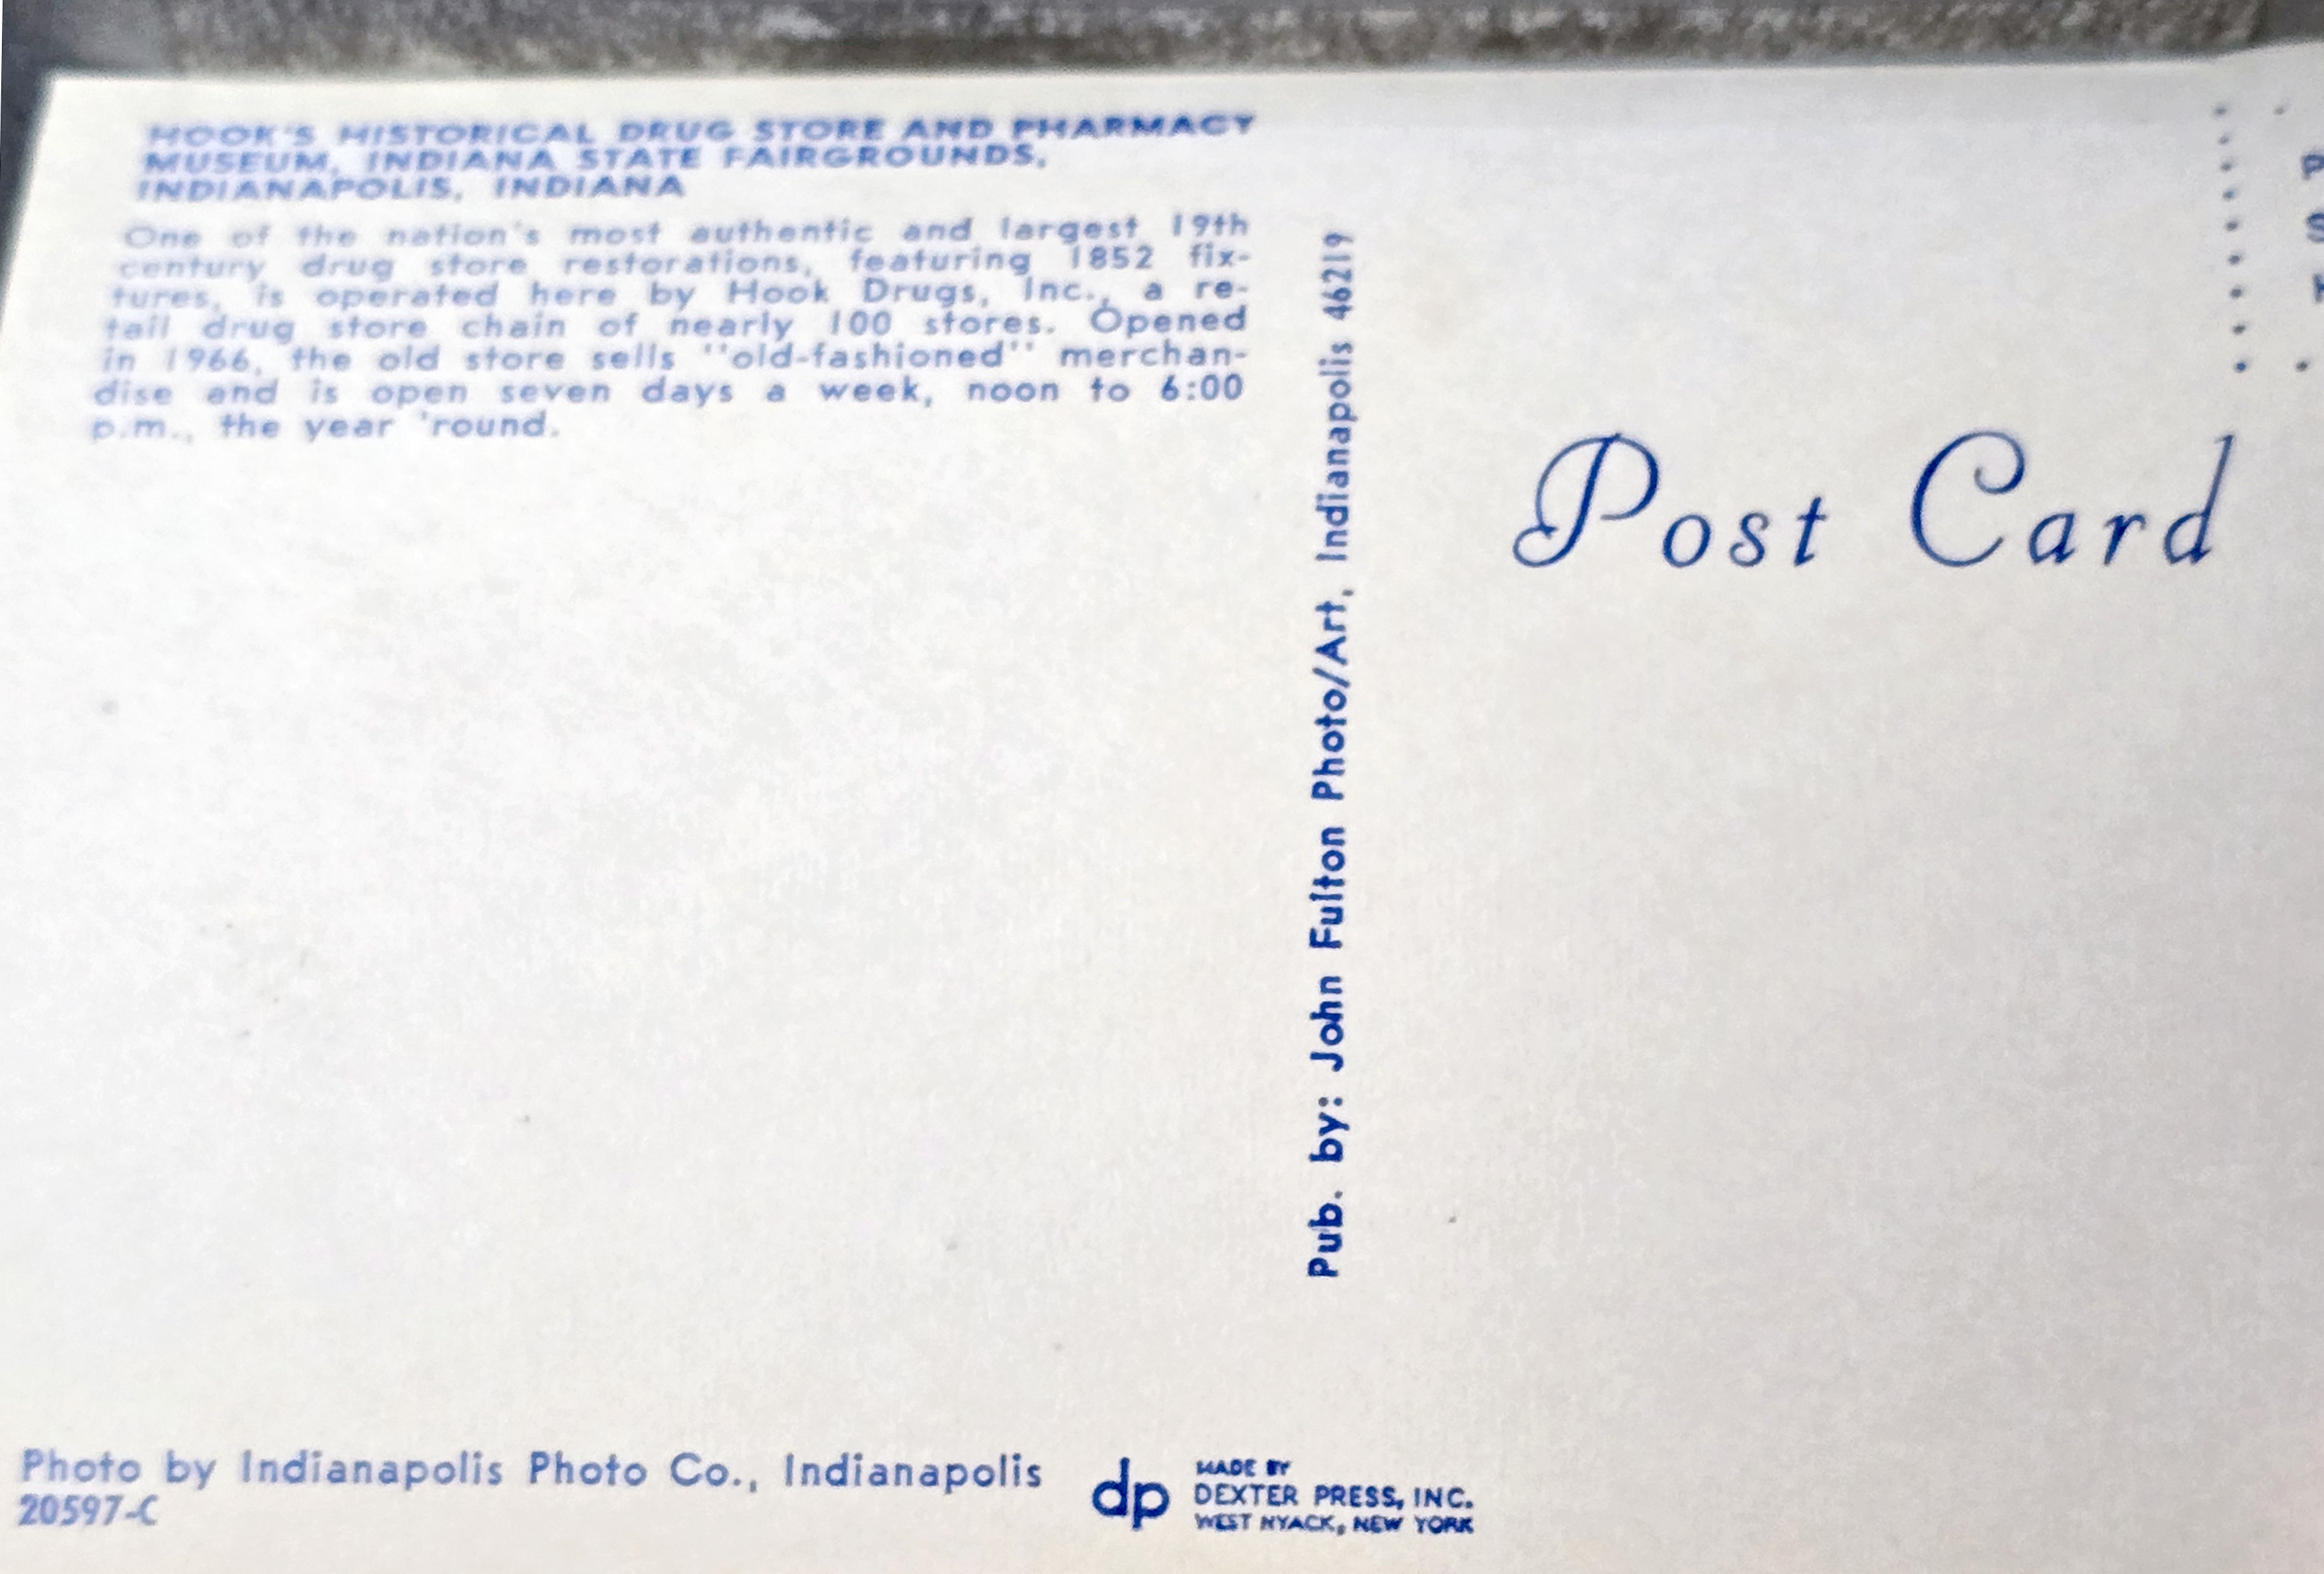 HOOK'S HISTORICAL DRUG STORE AND PHARMACY
MUSEUM, INDIANA STATE FAIRGROUNDS,
INDIANAPOLIS, INDIANA
One of the nation's most authentic and largest 19th
century drug store restorations, featuring 1852 fix-
tures, is operated here by Hook Drugs, Inc., a re-
tail drug store chain of nearly 100 stores. Opened
in 1966, the old store sells "old-fashioned" merchan-
dise and is open seven days a week, noon to 6:00
p.m., the year 'round.
Pub. by: John Fulton Photo/Art, Indianapolis 46219
Post Card
Photo by Indianapolis Photo Co., Indianapolis
20597-C
dp
MADE BY
DEXTER PRESS, INC.
WEST NYACK, NEW YORK